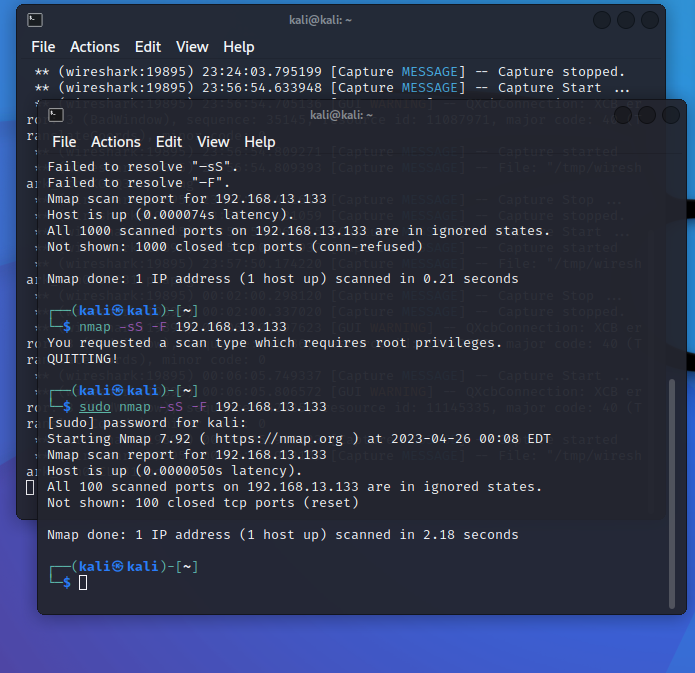 kali@kali: ~
File Actions Edit View Help
** (wireshark:19895) 23:24:03.795199 [Capture MESSAGE] -- Capture stopped.
** (wireshark:19895) 23:56:54.633948 [Capture MESSAGE] -- Capture Start ...
kali@kali: ~
File Actions Edit View Help
Failed to resolve "–sS".
Failed to resolve "–F".
Nmap scan report for 192.168.13.133
Host is up (0.000074s latency).
All 1000 scanned ports on 192.168.13.133 are in ignored states.
Not shown: 1000 closed tcp ports (conn-refused)
Nmap done: 1 IP address (1 host up) scanned in 0.21 seconds
┌──(kali㉿kali)-[~]
└─$ nmap -sS -F 192.168.13.133
You requested a scan type which requires root privileges.
QUITTING!
┌──(kali㉿kali)-[~]
└─$ sudo nmap -sS -F 192.168.13.133
[sudo] password for kali:
Starting Nmap 7.92 ( https://nmap.org ) at 2023-04-26 00:08 EDT
Nmap scan report for 192.168.13.133
Host is up (0.0000050s latency).
All 100 scanned ports on 192.168.13.133 are in ignored states.
Not shown: 100 closed tcp ports (reset)
Nmap done: 1 IP address (1 host up) scanned in 2.18 seconds
┌──(kali㉿kali)-[~]
└─$